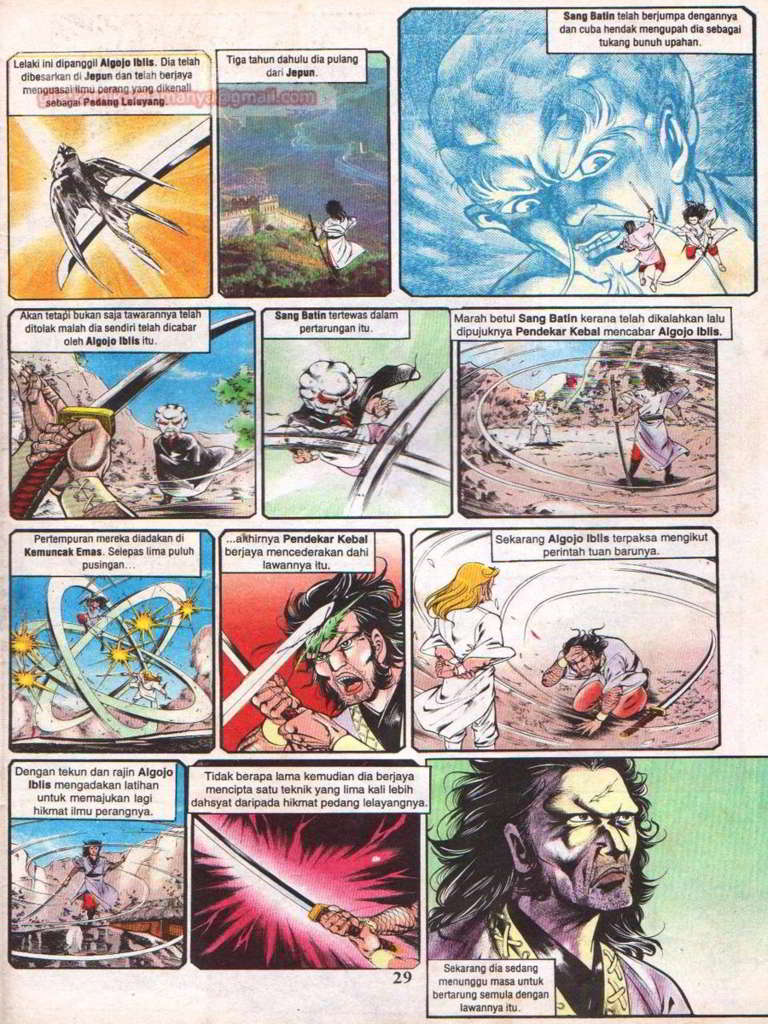 Lelaki ini dipanggil Algojo Iblis. Dia telah
dibesarkan di Jepun dan telah berjaya
menguasai ilmu perang yang dikenali
sebagai Pedang Lelayang.
Tiga tahun dahulu dia pulang
dari Jepun.
Sang Batin telah berjumpa dengannya
dan cuba hendak mengupah dia sebagai
tukang bunuh upahan.
Akan tetapi bukan saja tawarannya telah
ditolak malah dia sendiri telah dicabar
oleh Algojo Iblis itu.
Sang Batin tertewas dalam
pertarungan itu.
Marah betul Sang Batin kerana telah dikalahkan lalu
dipujuknya Pendekar Kebal mencabar Algojo Iblis.
Pertempuran mereka diadakan di
Kemuncak Emas. Selepas lima puluh
pusingan...
...akhirnya Pendekar Kebal
berjaya mencederakan dahi
lawannya itu.
Sekarang Algojo Iblis terpaksa mengikut
perintah tuan barunya.
Dengan tekun dan rajin Algojo
Iblis mengadakan latihan
untuk memajukan lagi
hikmat ilmu perangnya.
Tidak berapa lama kemudian dia berjaya
mencipta satu teknik yang lima kali lebih
dahsyat daripada hikmat pedang lelayangnya.
Sekarang dia sedang
menunggu masa untuk
bertarung semula dengan
lawannya itu.
29